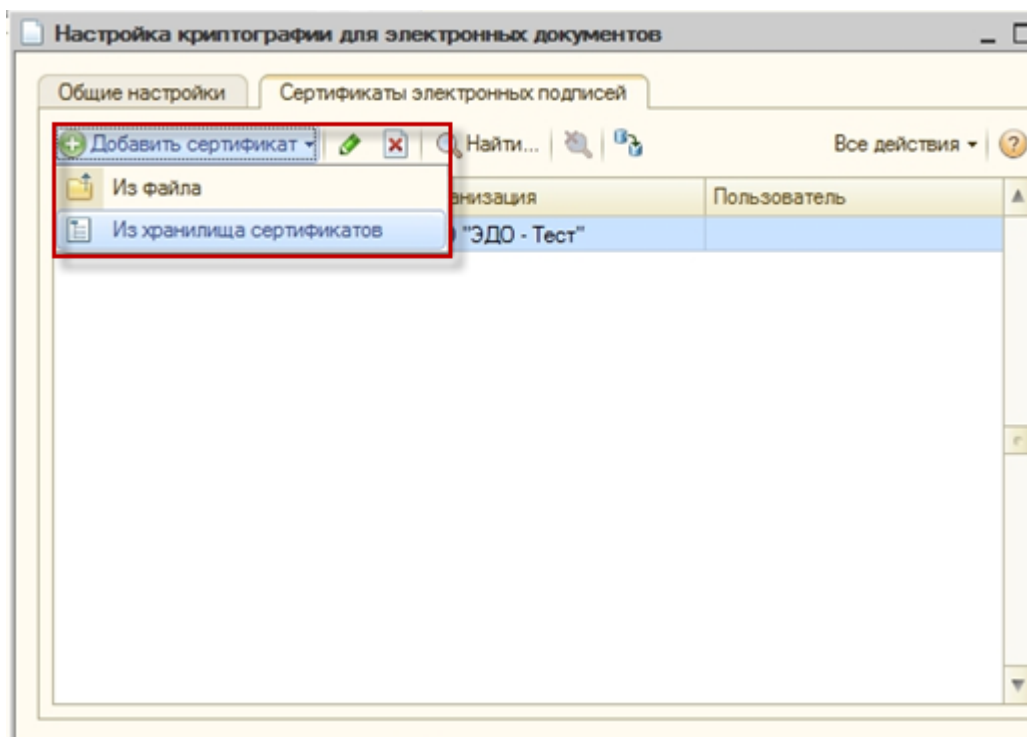 Настройка криптографии для электронных документов
Общие настройки Сертификаты электронных подписей
Добавить сертификат Найти... Все действия
Из файла
Пользователь
Из хранилища сертификатов "ЭДО - Тест"